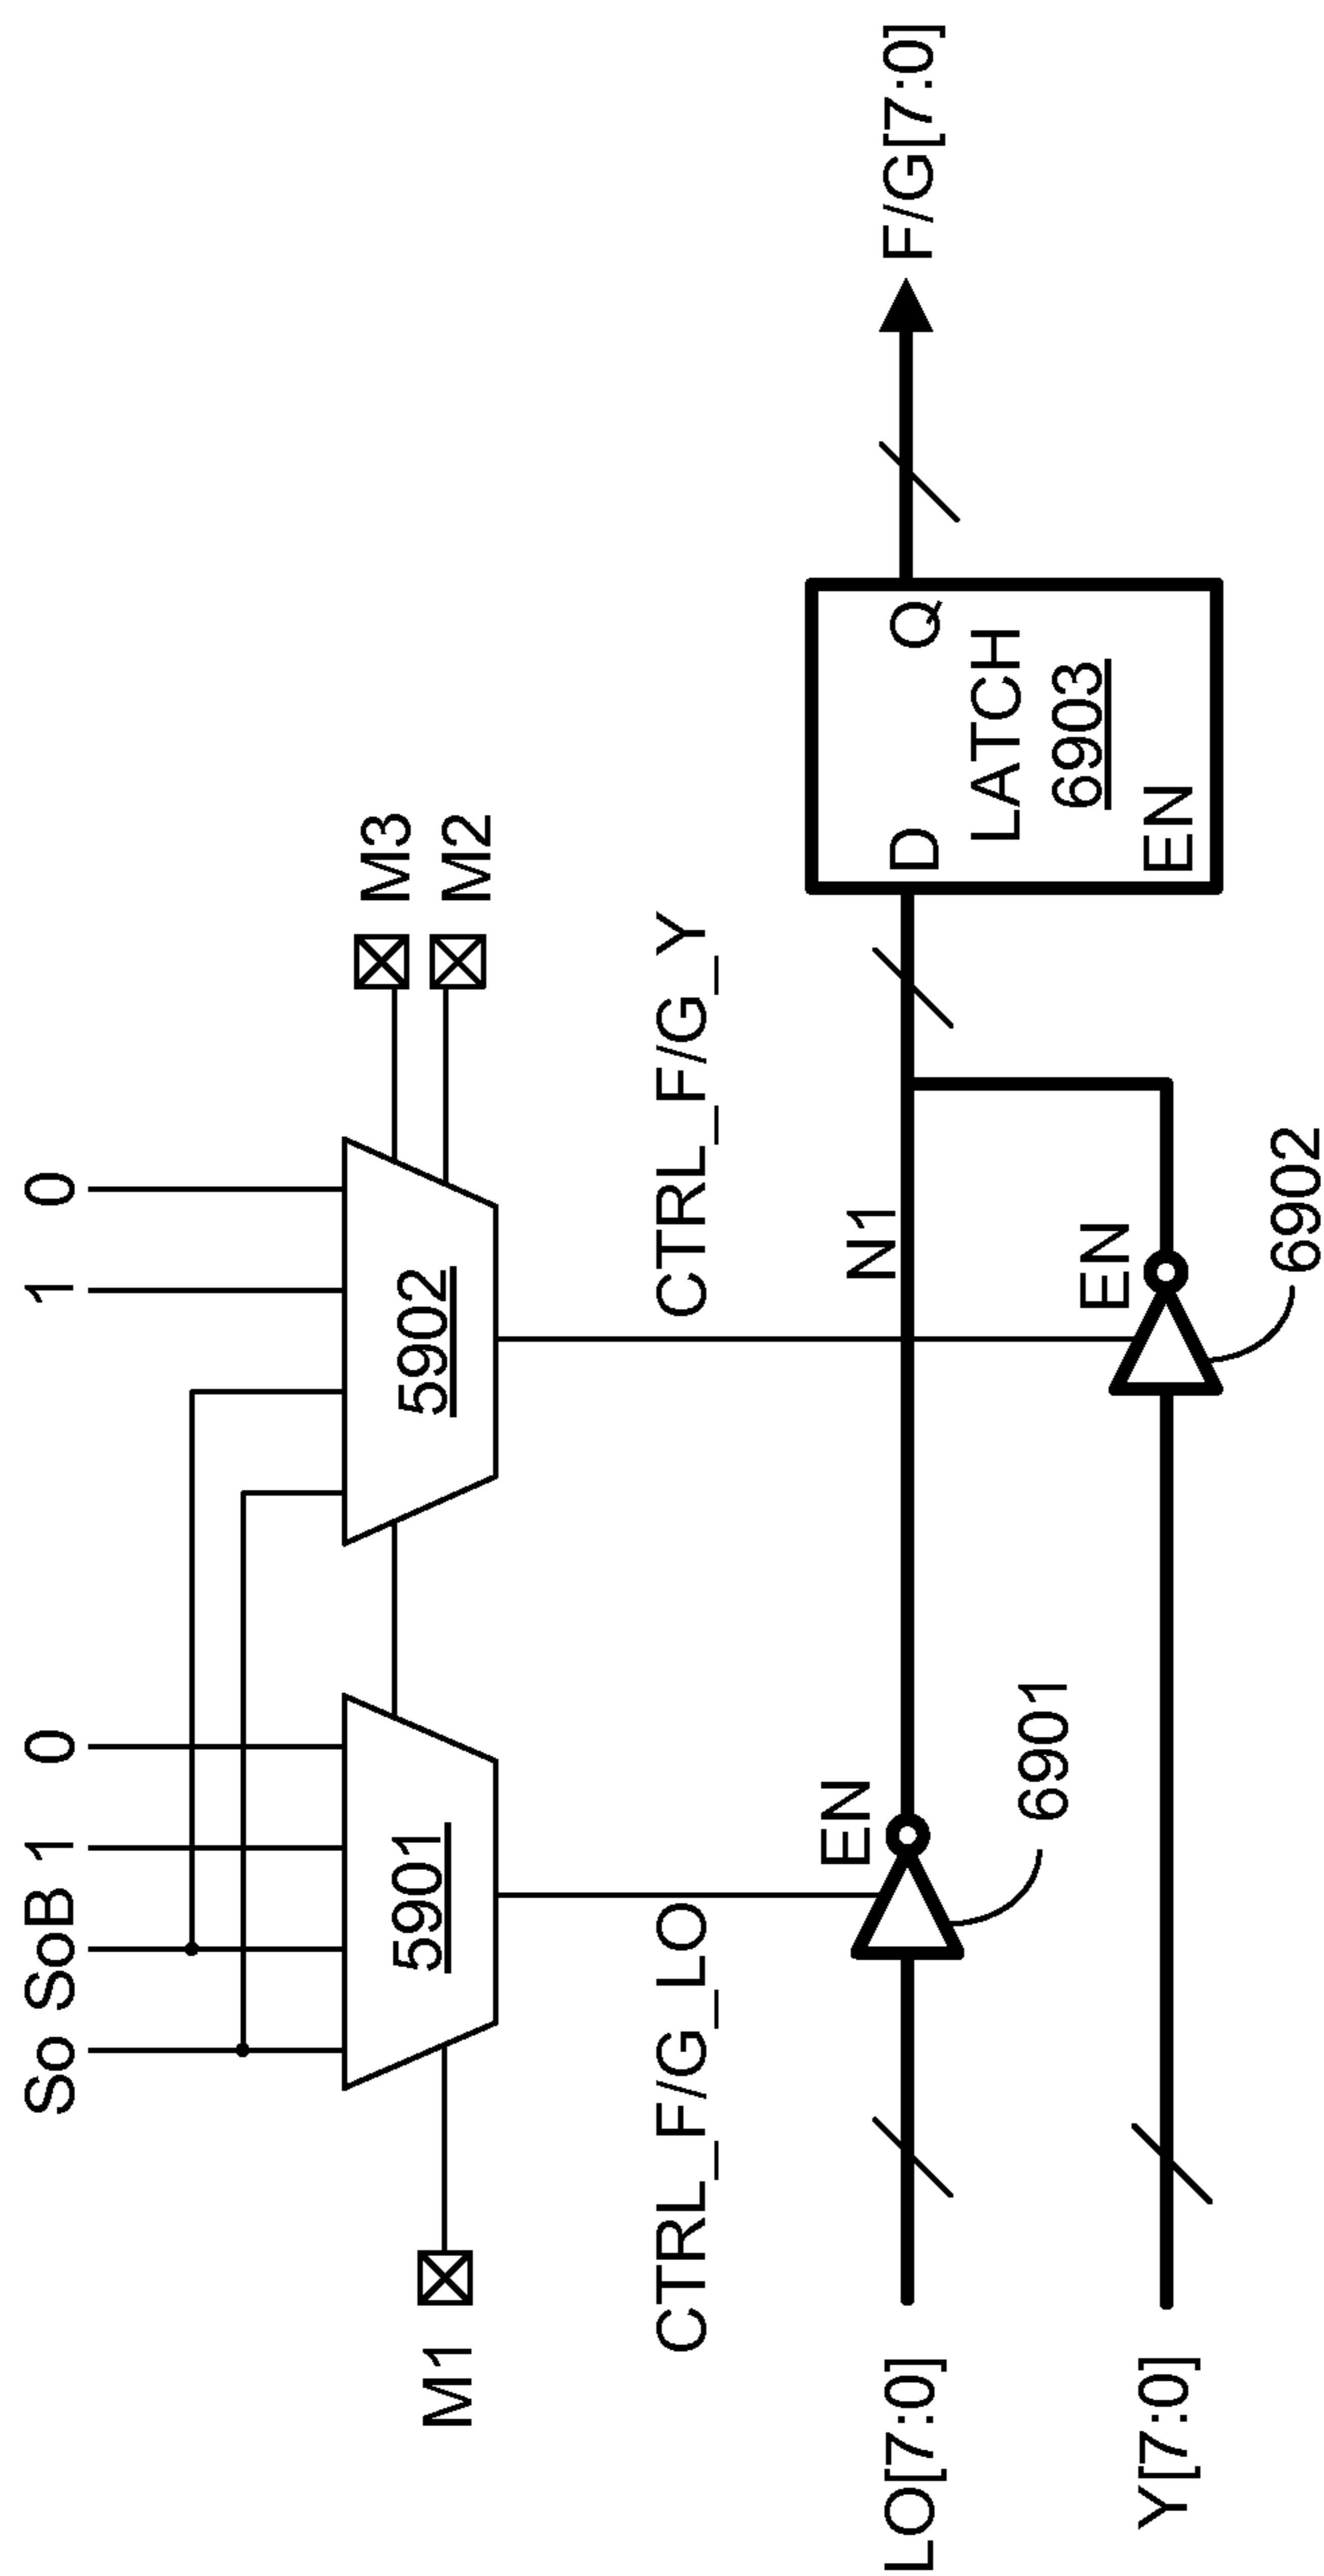 So SoB 1 0 1 0
M3
M1 5901 5902 M2
CTRL_F/G_LO CTRL_F/G_Y
EN N1
LO[7:0] D Q F/G[7:0]
LATCH
6901 6903
EN
Y[7:0] EN
6902